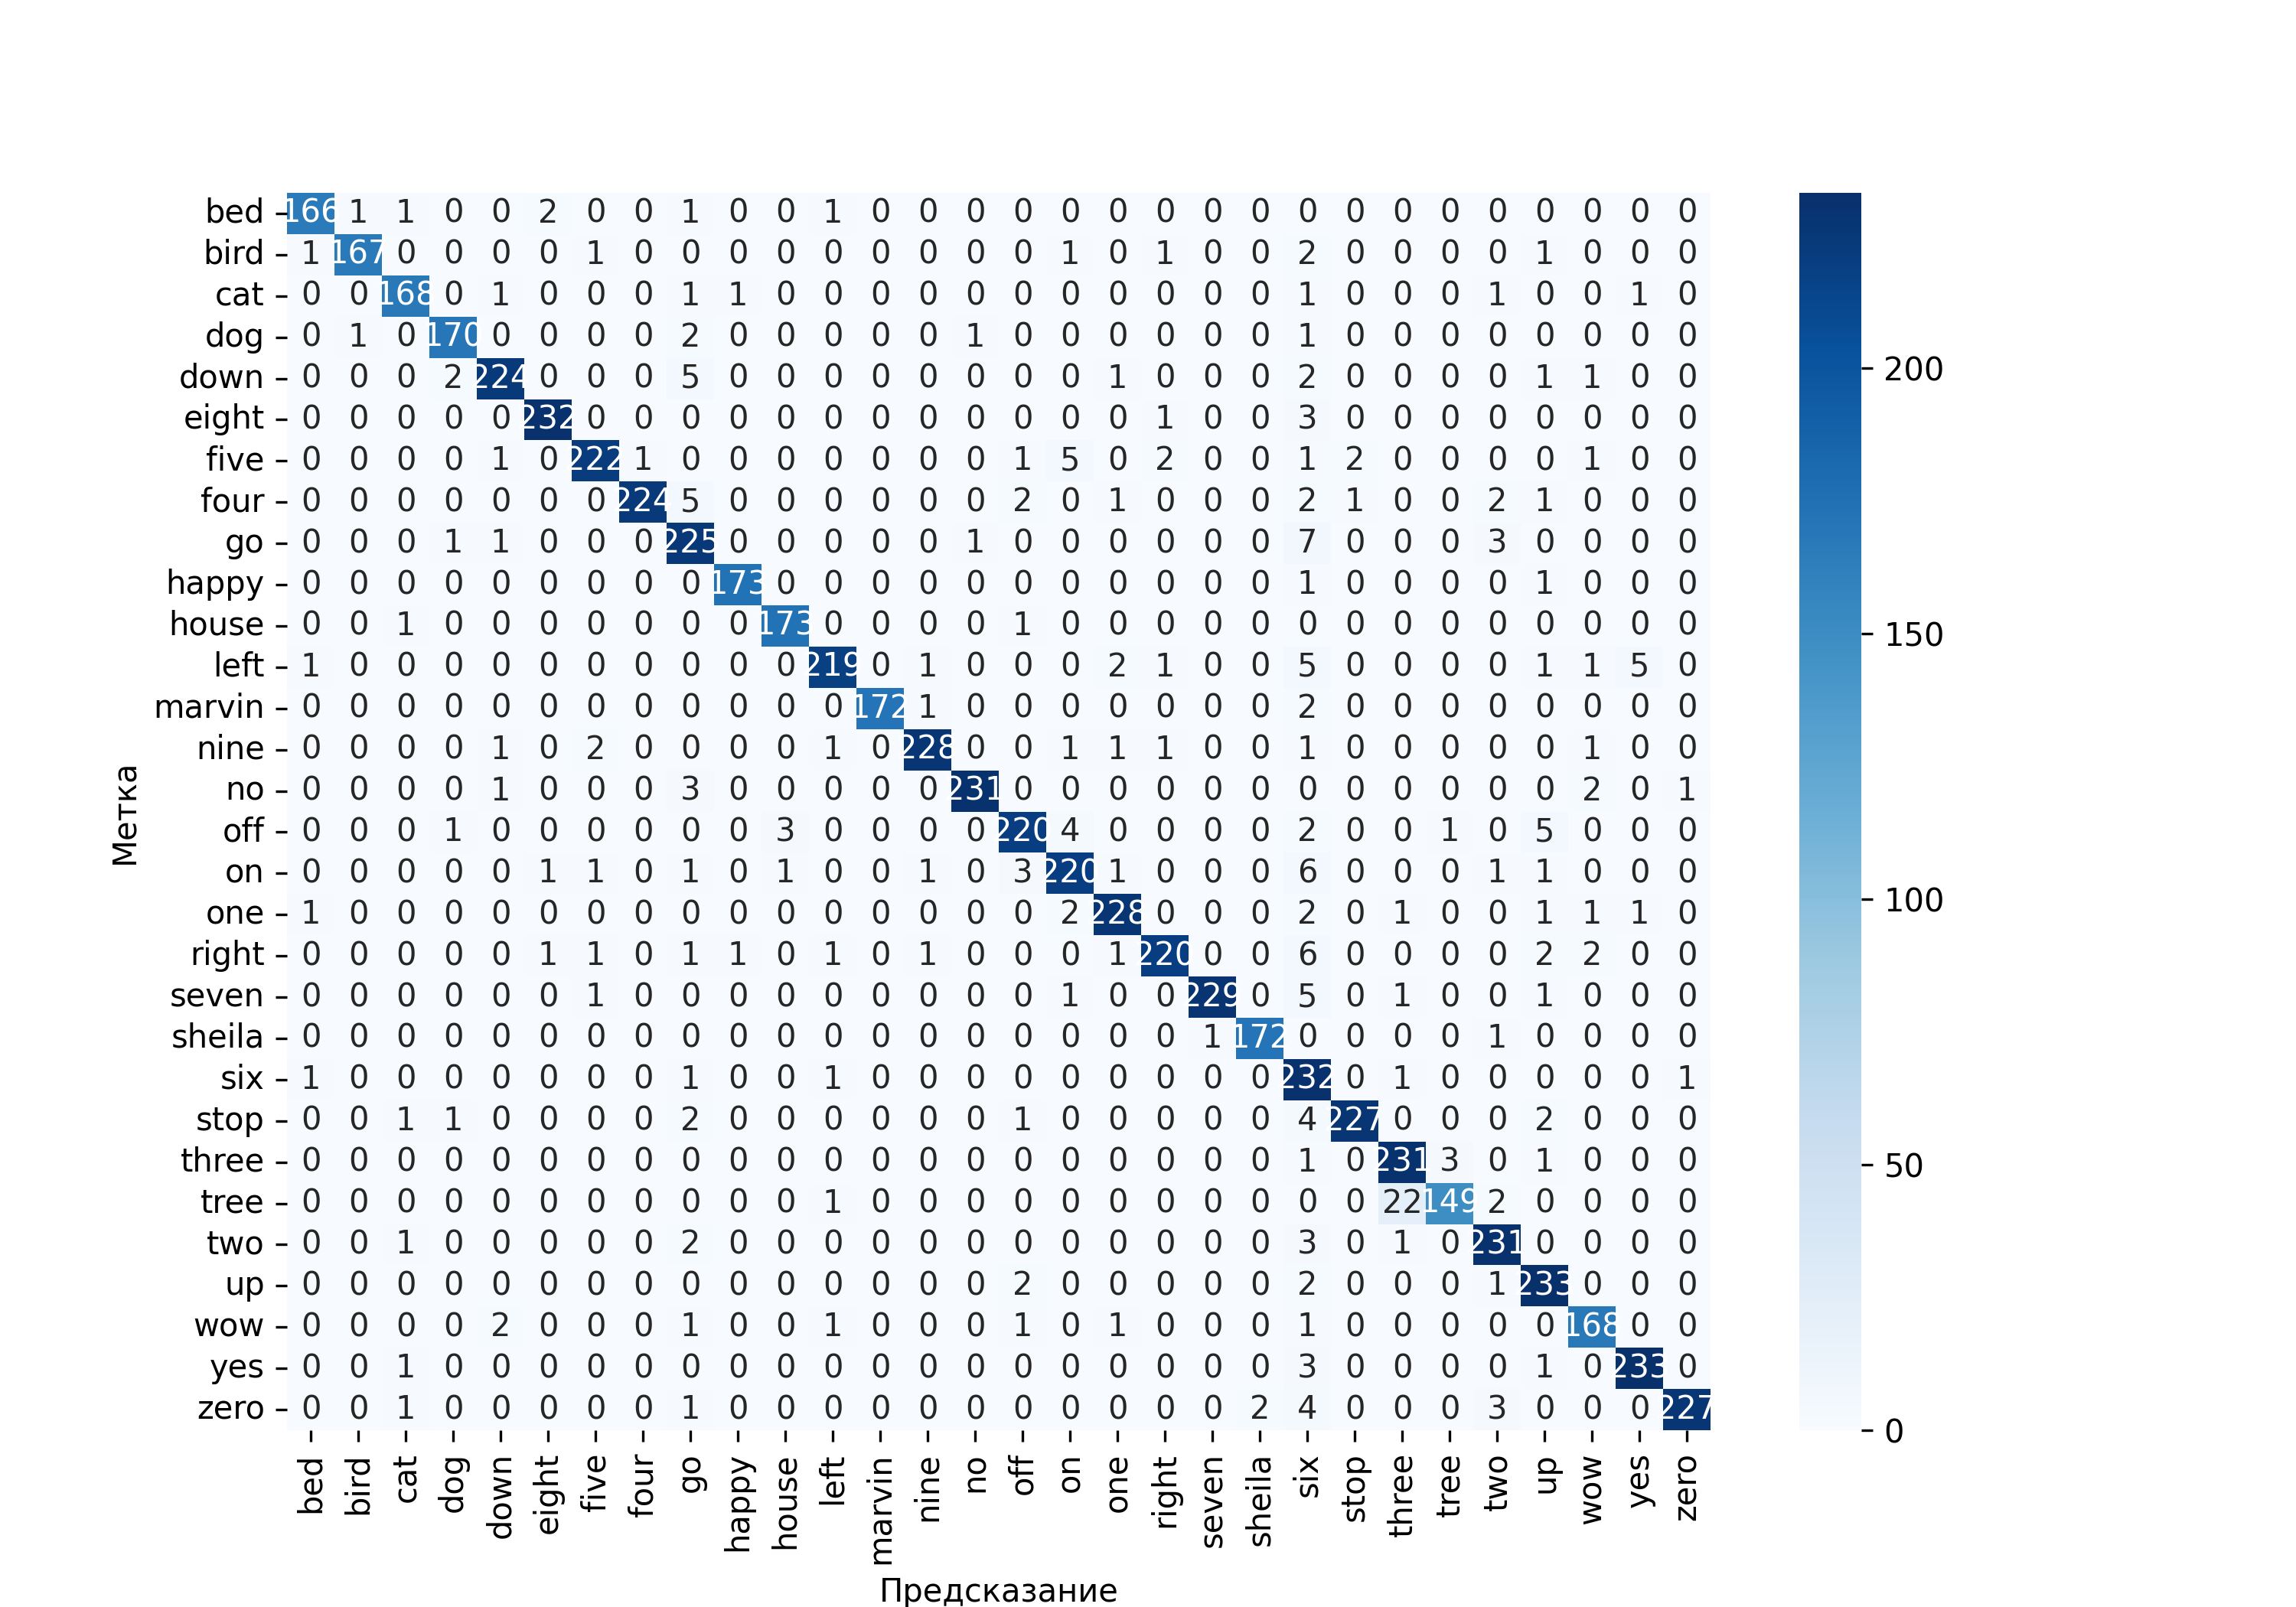 bed 166 1 1 0 0 2 0 0 1 0 0 1 0 0 0 0 0 0 0 0 0 0 0 0 0 0 0 0 0 0
bird 1 167 0 0 0 0 1 0 0 0 0 0 0 0 0 0 1 0 1 0 0 2 0 0 0 0 1 0 0 0
cat 0 0 168 0 1 0 0 0 1 1 0 0 0 0 0 0 0 0 0 0 0 1 0 0 0 1 0 0 1 0
dog 0 1 0 170 0 0 0 0 2 0 0 0 0 0 1 0 0 0 0 0 0 1 0 0 0 0 0 0 0 0
down 0 0 0 2 224 0 0 0 5 0 0 0 0 0 0 0 0 1 0 0 0 2 0 0 0 0 1 1 0 0
200
eight 0 0 0 0 0 232 0 0 0 0 0 0 0 0 0 0 0 0 1 0 0 3 0 0 0 0 0 0 0 0
five 0 0 0 0 1 0 222 1 0 0 0 0 0 0 0 1 5 0 2 0 0 1 2 0 0 0 0 1 0 0
four 0 0 0 0 0 0 0 224 5 0 0 0 0 0 0 2 0 1 0 0 0 2 1 0 0 2 1 0 0 0
go 0 0 0 1 1 0 0 0 225 0 0 0 0 0 1 0 0 0 0 0 0 7 0 0 0 3 0 0 0 0
happy 0 0 0 0 0 0 0 0 0 173 0 0 0 0 0 0 0 0 0 0 0 1 0 0 0 0 1 0 0 0
house 0 0 1 0 0 0 0 0 0 0 173 0 0 0 0 1 0 0 0 0 0 0 0 0 0 0 0 0 0 0
150
left 1 0 0 0 0 0 0 0 0 0 0 219 0 1 0 0 0 2 1 0 0 5 0 0 0 0 1 1 5 0
marvin 0 0 0 0 0 0 0 0 0 0 0 0 172 1 0 0 0 0 0 0 0 2 0 0 0 0 0 0 0 0
nine 0 0 0 0 1 0 2 0 0 0 0 1 0 228 0 0 1 1 1 0 0 1 0 0 0 0 0 1 0 0
no 0 0 0 0 1 0 0 0 3 0 0 0 0 0 231 0 0 0 0 0 0 0 0 0 0 0 0 2 0 1
Метка
off 0 0 0 1 0 0 0 0 0 0 3 0 0 0 0 220 4 0 0 0 0 2 0 0 1 0 5 0 0 0
on 0 0 0 0 0 1 1 0 1 0 1 0 0 1 0 3 220 1 0 0 0 6 0 0 0 1 1 0 0 0
100
one 1 0 0 0 0 0 0 0 0 0 0 0 0 0 0 0 2 228 0 0 0 2 0 1 0 0 1 1 1 0
right 0 0 0 0 0 1 1 0 1 1 0 1 0 1 0 0 0 1 220 0 0 6 0 0 0 0 2 2 0 0
seven 0 0 0 0 0 0 1 0 0 0 0 0 0 0 0 0 1 0 0 229 0 5 0 1 0 0 1 0 0 0
sheila 0 0 0 0 0 0 0 0 0 0 0 0 0 0 0 0 0 0 0 1 172 0 0 0 0 1 0 0 0 0
six 1 0 0 0 0 0 0 0 1 0 0 1 0 0 0 0 0 0 0 0 0 232 0 1 0 0 0 0 0 1
stop 0 0 1 1 0 0 0 0 2 0 0 0 0 0 0 1 0 0 0 0 0 4 227 0 0 0 2 0 0 0
three 0 0 0 0 0 0 0 0 0 0 0 0 0 0 0 0 0 0 0 0 0 1 0 231 3 0 1 0 0 0
50
tree 0 0 0 0 0 0 0 0 0 0 0 1 0 0 0 0 0 0 0 0 0 0 0 22 149 2 0 0 0 0
two 0 0 1 0 0 0 0 0 2 0 0 0 0 0 0 0 0 0 0 0 0 3 0 1 0 231 0 0 0 0
up 0 0 0 0 0 0 0 0 0 0 0 0 0 0 0 2 0 0 0 0 0 2 0 0 0 1 233 0 0 0
wow 0 0 0 0 2 0 0 0 1 0 0 1 0 0 0 1 0 1 0 0 0 1 0 0 0 0 0 168 0 0
yes 0 0 1 0 0 0 0 0 0 0 0 0 0 0 0 0 0 0 0 0 0 3 0 0 0 0 1 0 233 0
zero 0 0 1 0 0 0 0 0 1 0 0 0 0 0 0 0 0 0 0 0 2 4 0 0 0 3 0 0 0 227
0
bed bird cat dog down eight five four go happy house left marvin nine no off on one right seven sheila six stop three tree two up wow yes zero
Предсказание